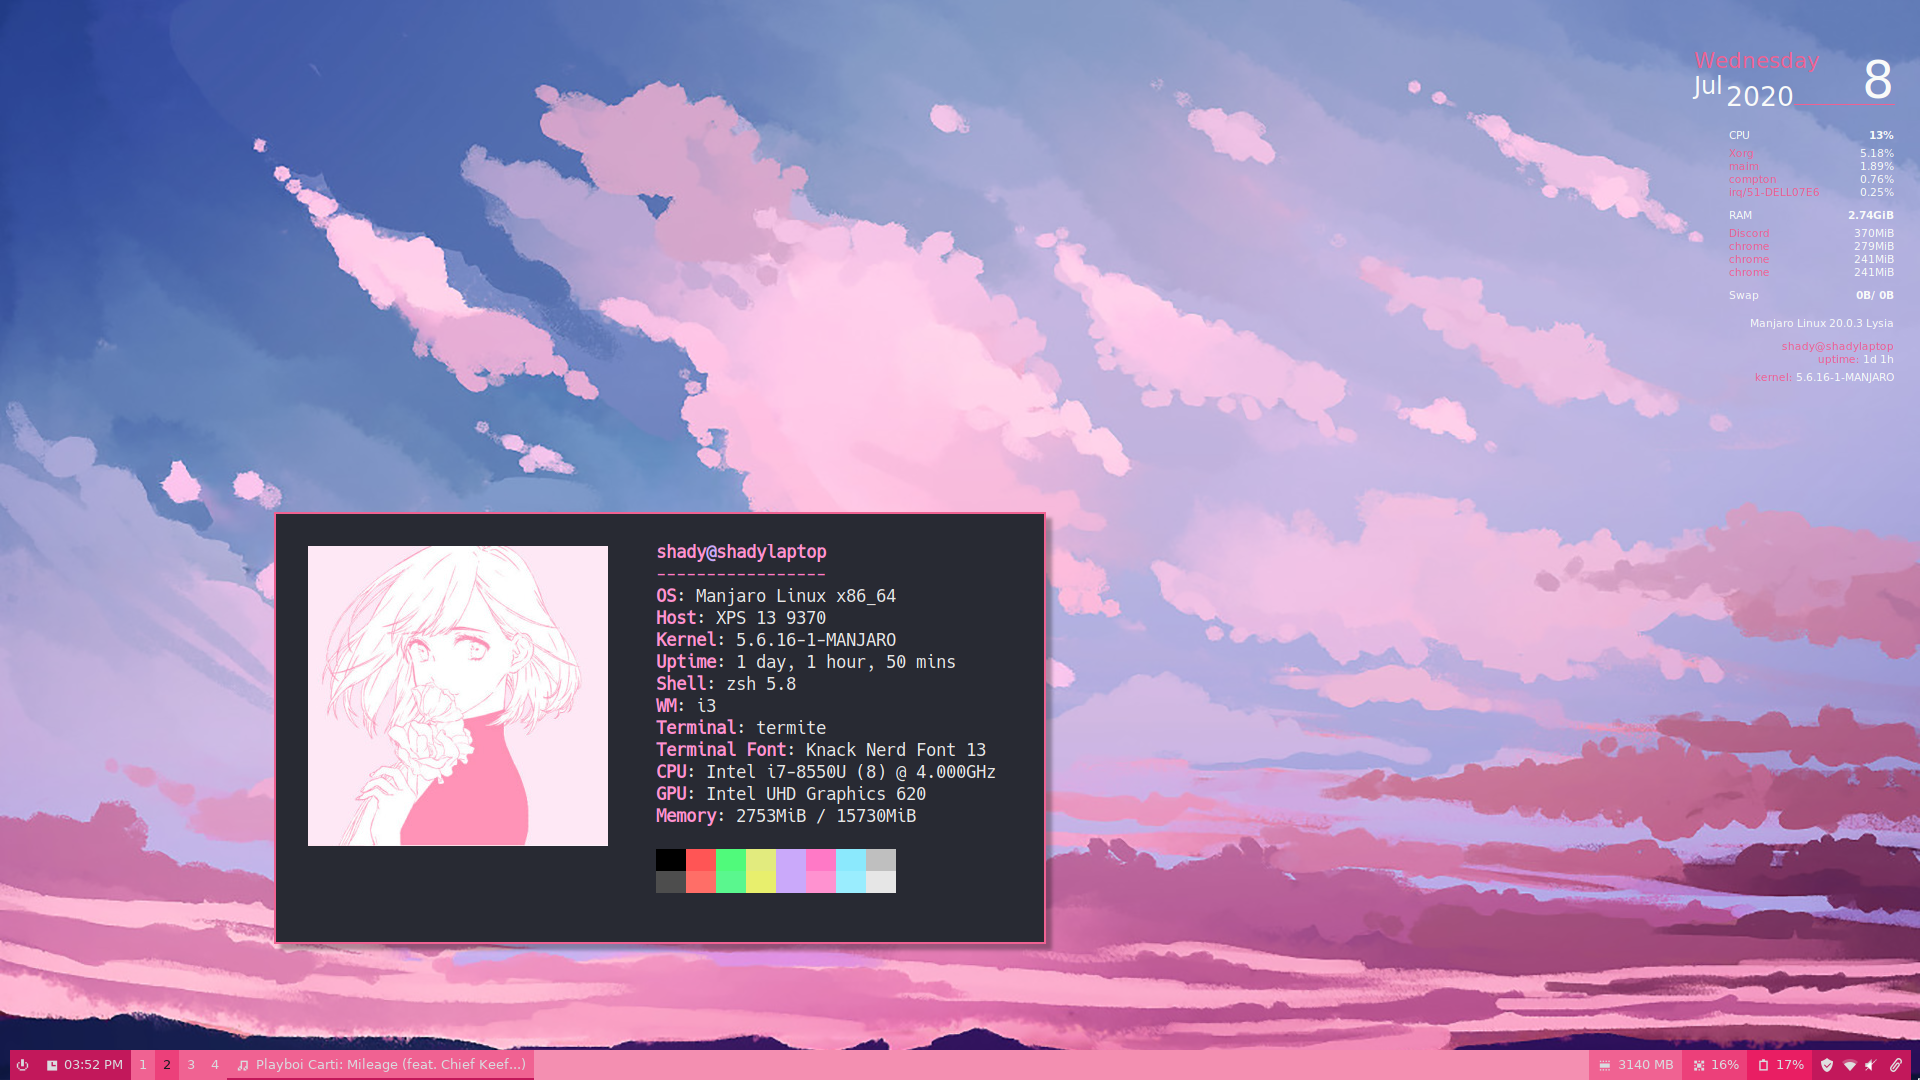 Wednesday
Jul 2020 8
CPU 13%
Xorg 5.18%
maim 1.89%
compton 0.76%
irq/51-DELL07E6 0.25%
RAM 2.74GiB
Discord 370MiB
chrome 279MiB
chrome 241MiB
chrome 241MiB
Swap 0B/ 0B
Manjaro Linux 20.0.3 Lysia
shady@shadylaptop
uptime: 1d 1h
kernel: 5.6.16-1-MANJARO
shady@shadylaptop
-----------------
OS: Manjaro Linux x86_64
Host: XPS 13 9370
Kernel: 5.6.16-1-MANJARO
Uptime: 1 day, 1 hour, 50 mins
Shell: zsh 5.8
WM: i3
Terminal: termite
Terminal Font: Knack Nerd Font 13
CPU: Intel i7-8550U (8) @ 4.000GHz
GPU: Intel UHD Graphics 620
Memory: 2753MiB / 15730MiB
03:52 PM 1 2 3 4 Playboi Carti: Mileage (feat. Chief Keef...) 3140 MB 16% 17%